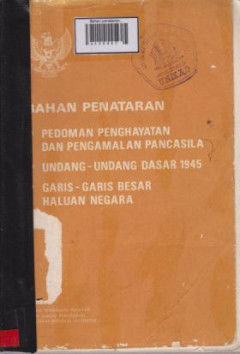 BAHAN PENATARAN
PEDOMAN PENGHAYATAN
DAN PENGAMALAN PANCASILA
UNDANG-UNDANG DASAR 1945
GARIS-GARIS BESAR
HALUAN NEGARA